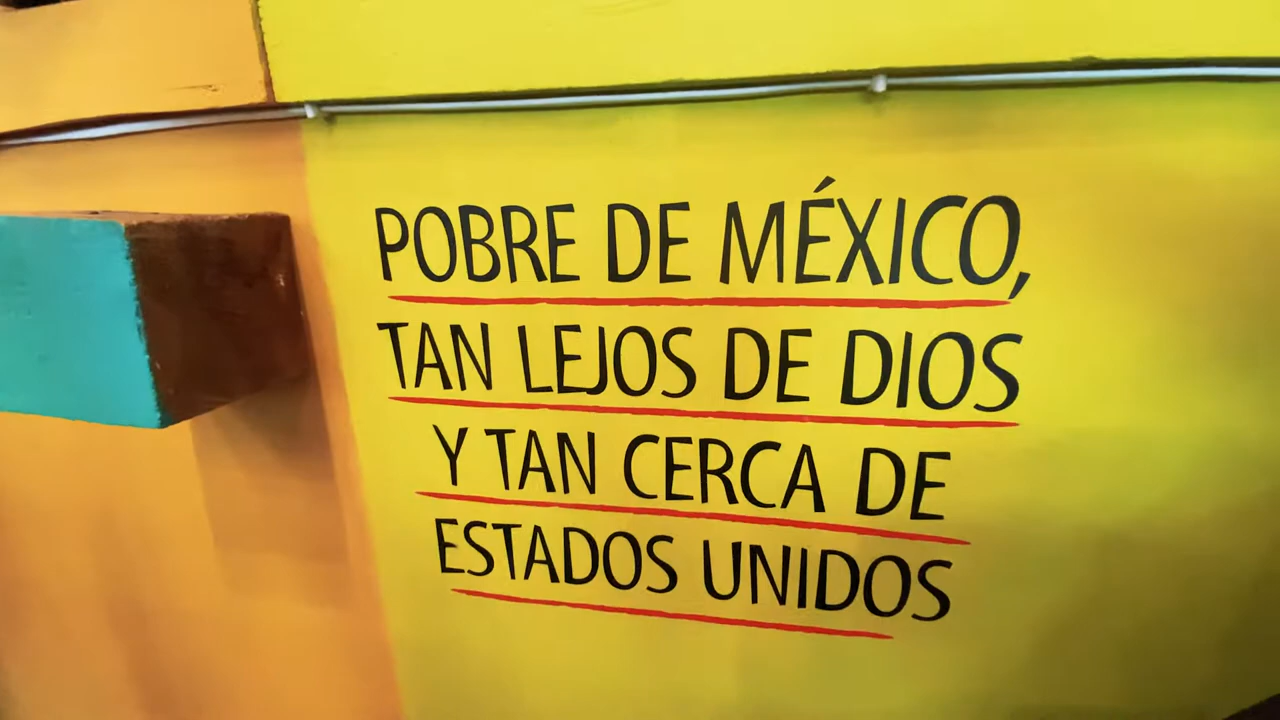 POBRE DE MÉXICO,
TAN LEJOS DE DIOS
Y TAN CERCA DE
ESTADOS UNIDOS